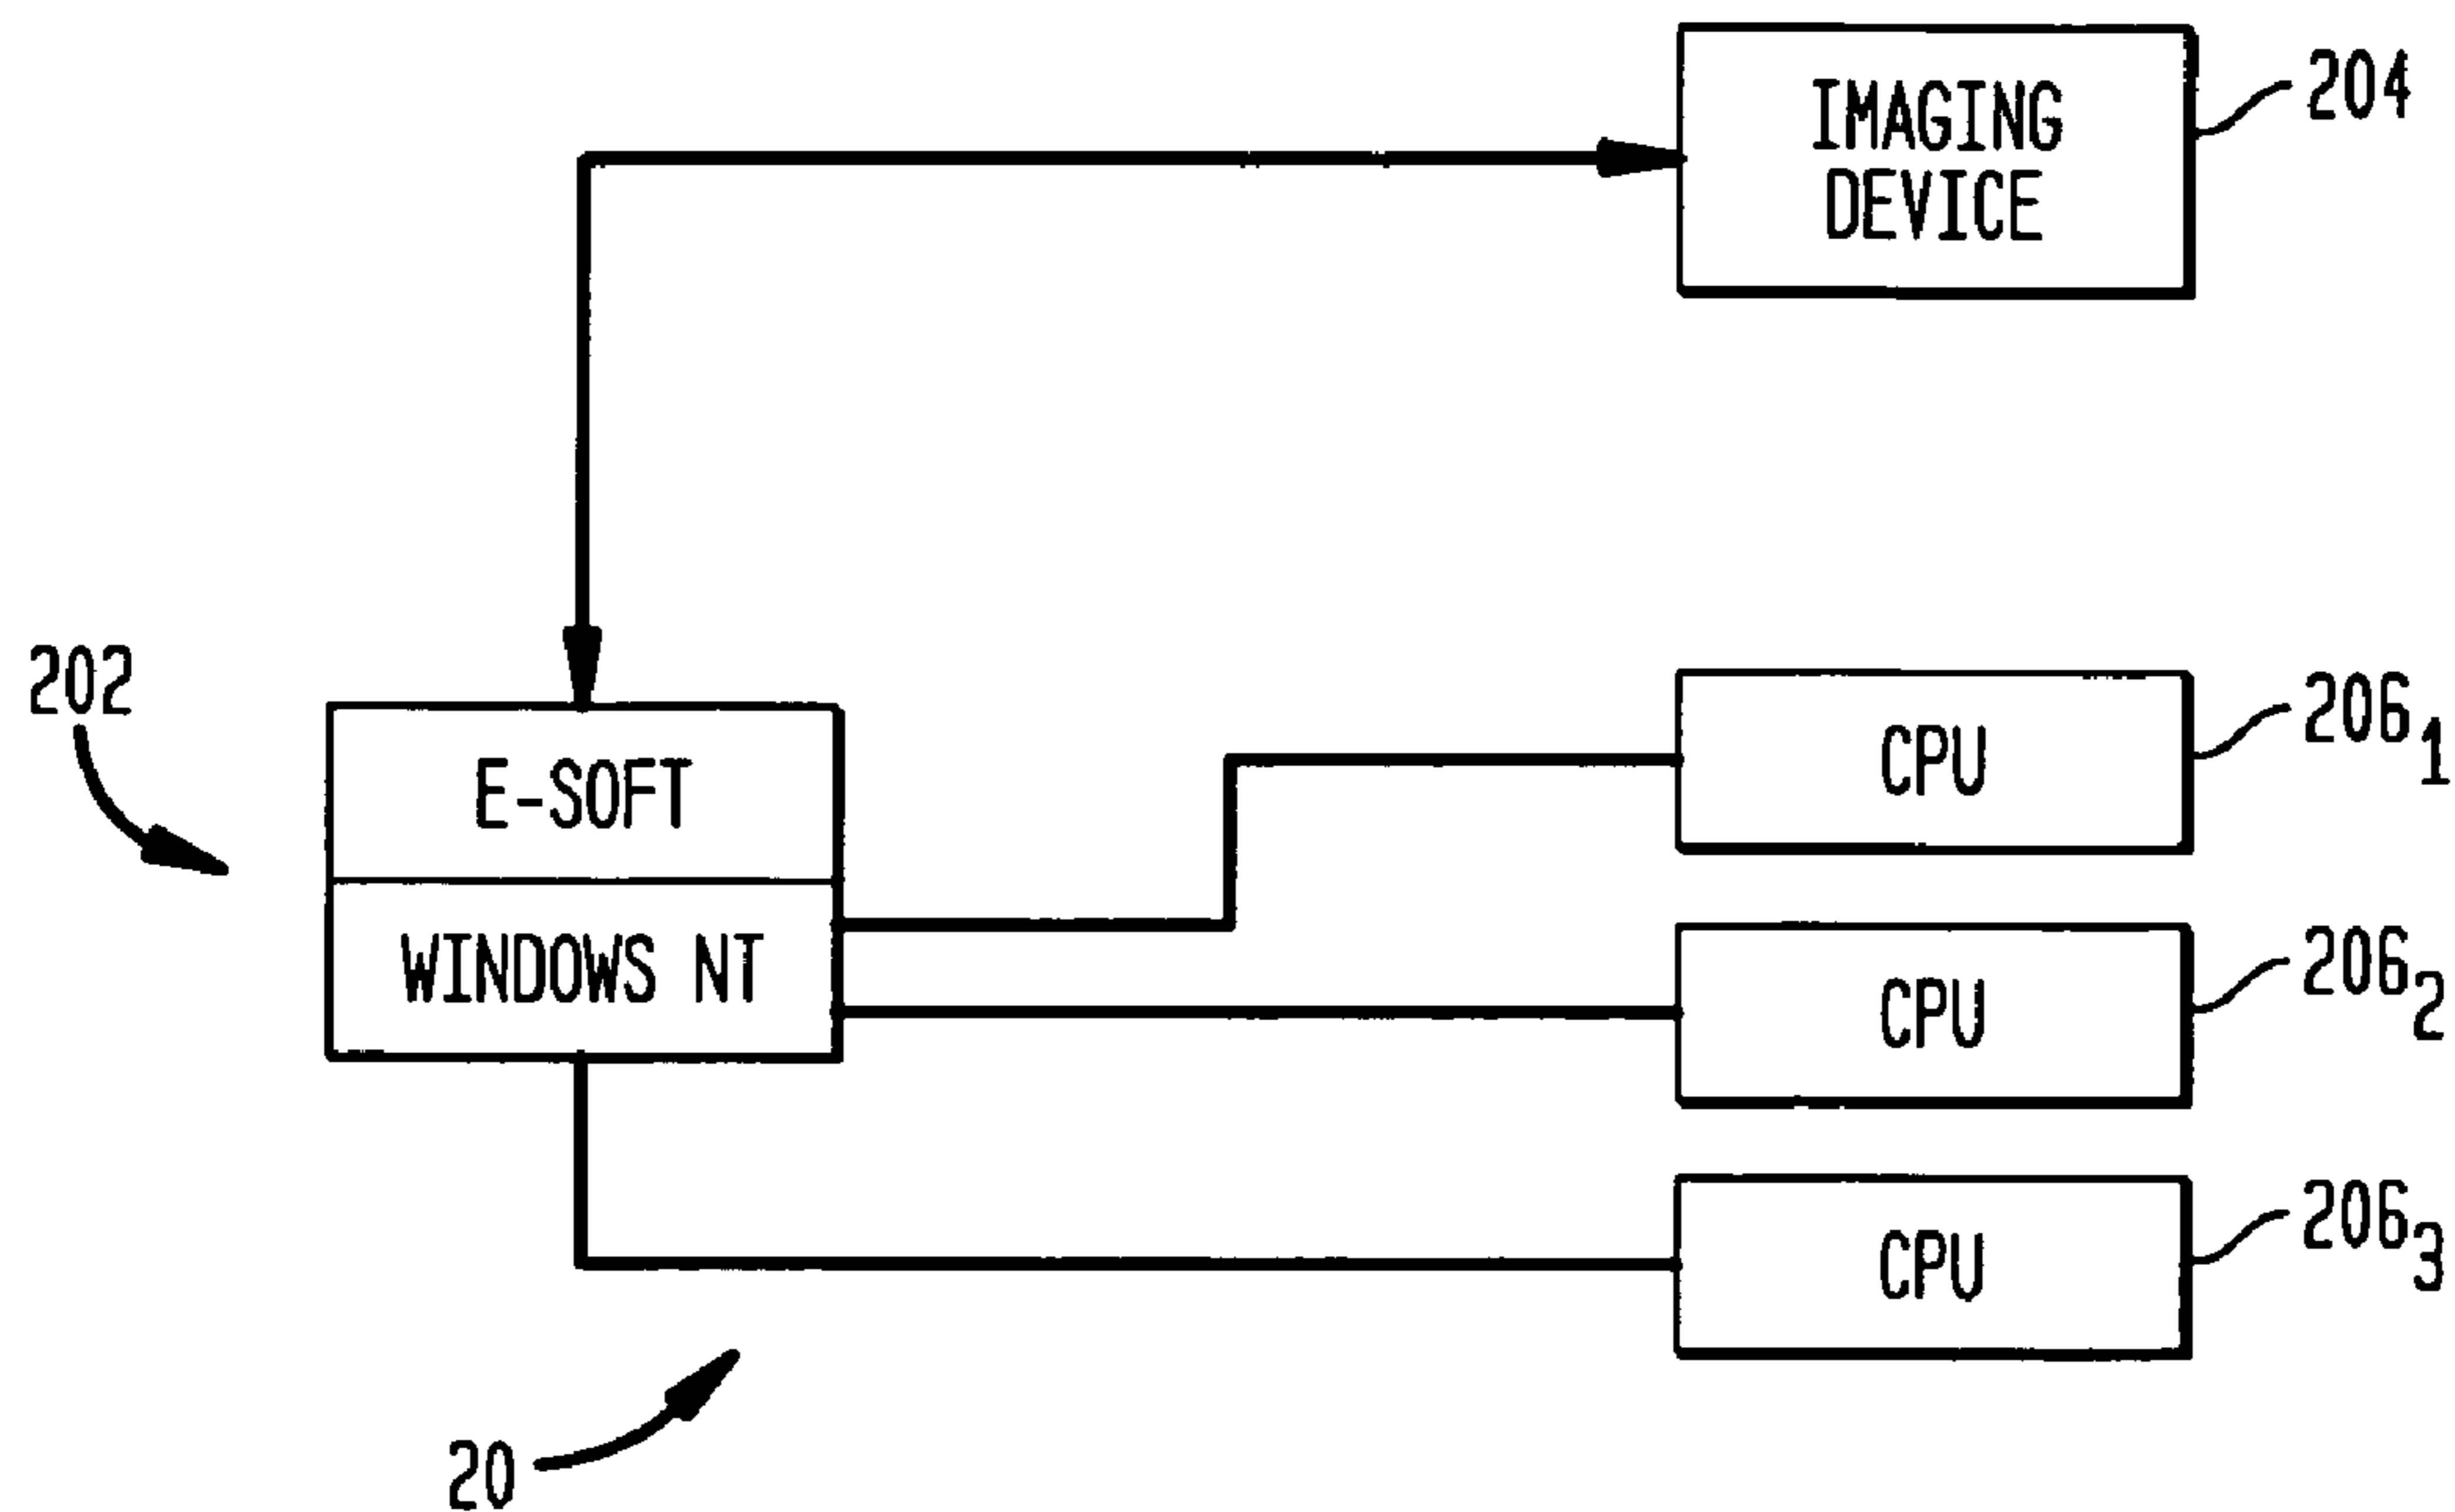 IMAGING
DEVICE
204
202
E-SOFT
WINDOWS NT
CPU
206₁
CPU
206₂
CPU
206₃
20